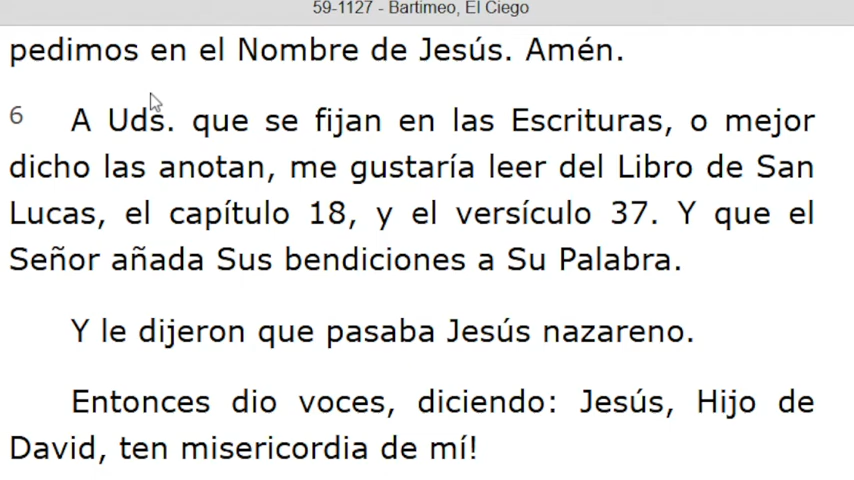 59-1127 - Bartimeo, El Ciego
pedimos en el Nombre de Jesús. Amén.
6 A Uds. que se fijan en las Escrituras, o mejor
dicho las anotan, me gustaría leer del Libro de San
Lucas, el capítulo 18, y el versículo 37. Y que el
Señor añada Sus bendiciones a Su Palabra.
Y le dijeron que pasaba Jesús nazareno.
Entonces dio voces, diciendo: Jesús, Hijo de
David, ten misericordia de mí!